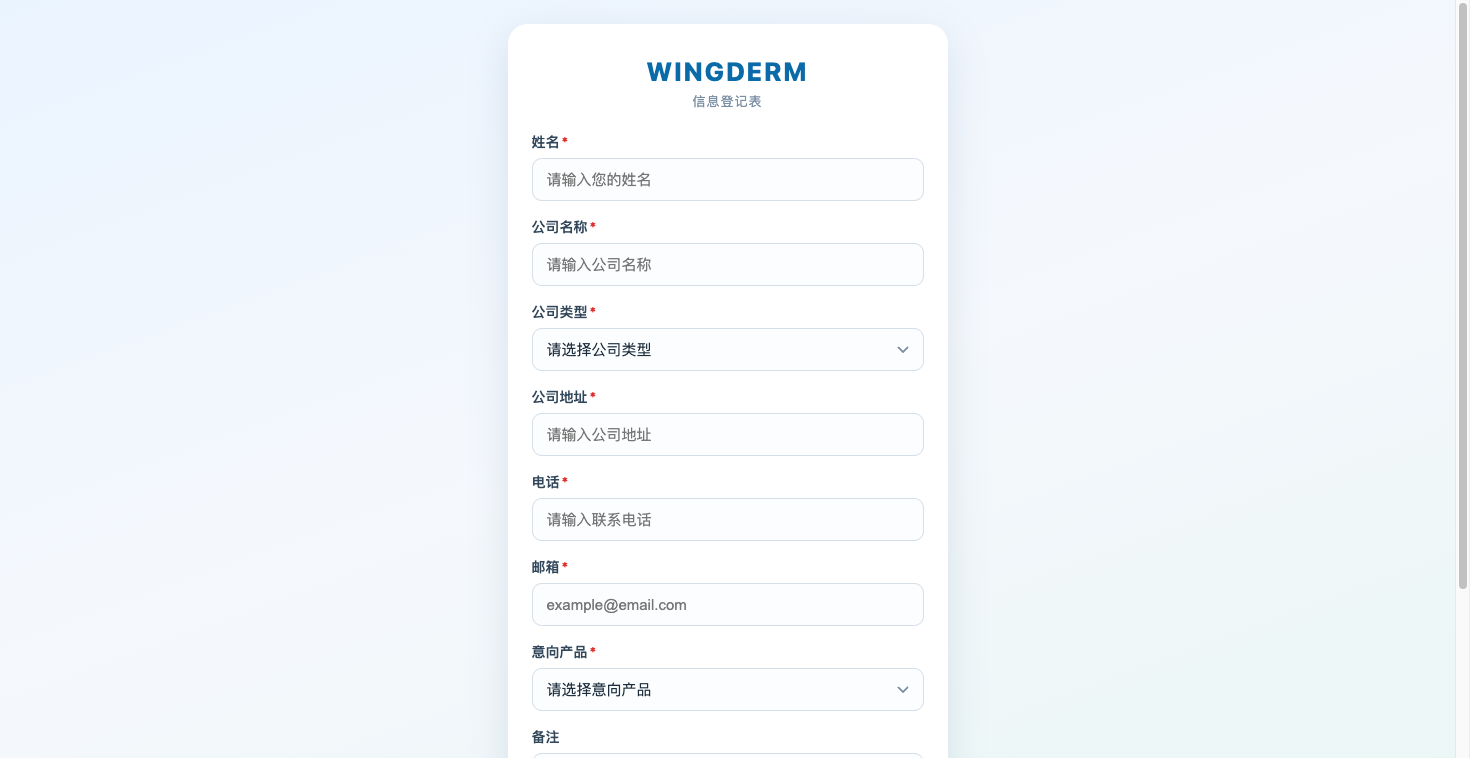 WINGDERM
信息登记表
姓名*
请输入您的姓名
公司名称*
请输入公司名称
公司类型*
请选择公司类型
公司地址*
请输入公司地址
电话*
请输入联系电话
邮箱*
example@email.com
意向产品*
请选择意向产品
备注